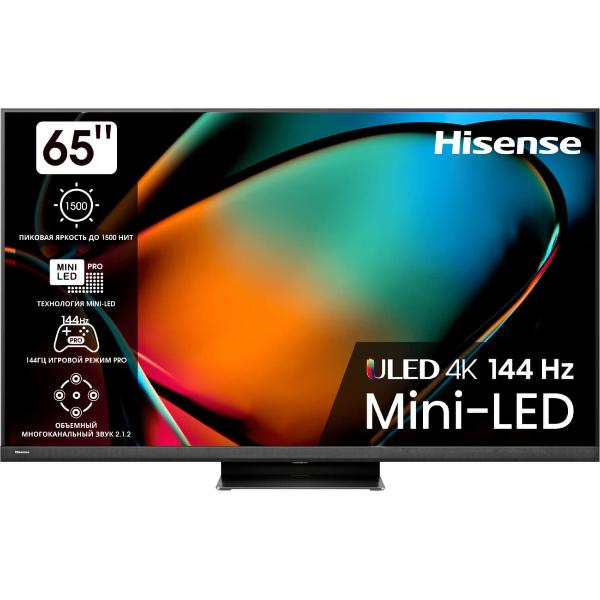 65"
Hisense
1500
ПИКОВАЯ ЯРКОСТЬ ДО 1500 НИТ
MINI
LED
PRO
ТЕХНОЛОГИЯ MINI-LED
144Hz
PRO
144ГЦ ИГРОВОЙ РЕЖИМ PRO
ОБЪЕМНЫЙ
МНОГОКАНАЛЬНЫЙ ЗВУК 2.1.2
ULED 4K 144 Hz
Mini-LED
Hisense